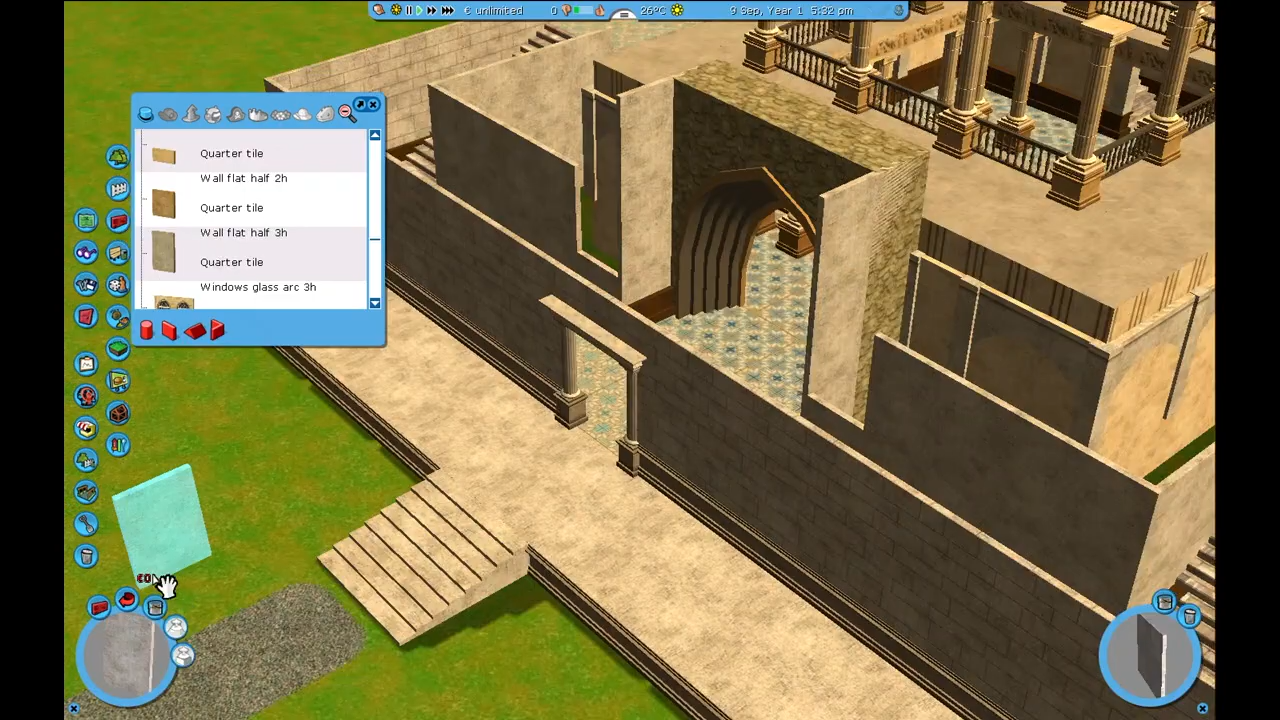 € unlimited
0
26°C
9 Sep, Year 1 5:32 pm
Quarter tile
Wall flat half 2h
Quarter tile
Wall flat half 3h
Quarter tile
Windows glass arc 3h
€0